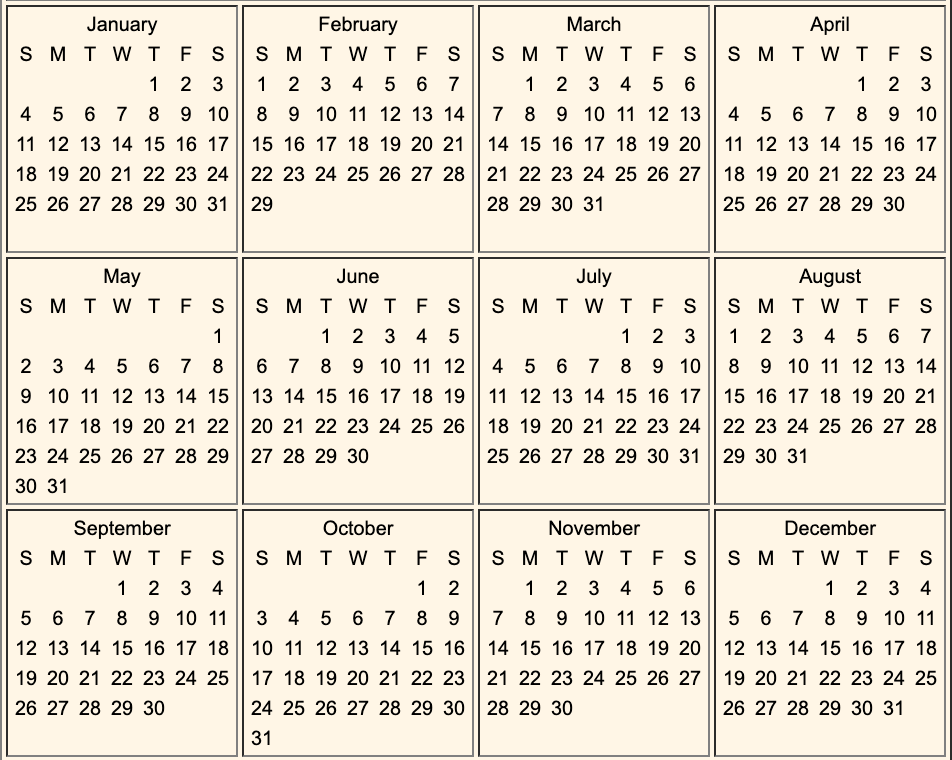 January
S M T W T F S
1 2 3
4 5 6 7 8 9 10
11 12 13 14 15 16 17
18 19 20 21 22 23 24
25 26 27 28 29 30 31
February
S M T W T F S
1 2 3 4 5 6 7
8 9 10 11 12 13 14
15 16 17 18 19 20 21
22 23 24 25 26 27 28
29
March
S M T W T F S
1 2 3 4 5 6
7 8 9 10 11 12 13
14 15 16 17 18 19 20
21 22 23 24 25 26 27
28 29 30 31
April
S M T W T F S
1 2 3
4 5 6 7 8 9 10
11 12 13 14 15 16 17
18 19 20 21 22 23 24
25 26 27 28 29 30
May
S M T W T F S
1
2 3 4 5 6 7 8
9 10 11 12 13 14 15
16 17 18 19 20 21 22
23 24 25 26 27 28 29
30 31
June
S M T W T F S
1 2 3 4 5
6 7 8 9 10 11 12
13 14 15 16 17 18 19
20 21 22 23 24 25 26
27 28 29 30
July
S M T W T F S
1 2 3
4 5 6 7 8 9 10
11 12 13 14 15 16 17
18 19 20 21 22 23 24
25 26 27 28 29 30 31
August
S M T W T F S
1 2 3 4 5 6 7
8 9 10 11 12 13 14
15 16 17 18 19 20 21
22 23 24 25 26 27 28
29 30 31
September
S M T W T F S
1 2 3 4
5 6 7 8 9 10 11
12 13 14 15 16 17 18
19 20 21 22 23 24 25
26 27 28 29 30
October
S M T W T F S
1 2
3 4 5 6 7 8 9
10 11 12 13 14 15 16
17 18 19 20 21 22 23
24 25 26 27 28 29 30
31
November
S M T W T F S
1 2 3 4 5 6
7 8 9 10 11 12 13
14 15 16 17 18 19 20
21 22 23 24 25 26 27
28 29 30
December
S M T W T F S
1 2 3 4
5 6 7 8 9 10 11
12 13 14 15 16 17 18
19 20 21 22 23 24 25
26 27 28 29 30 31